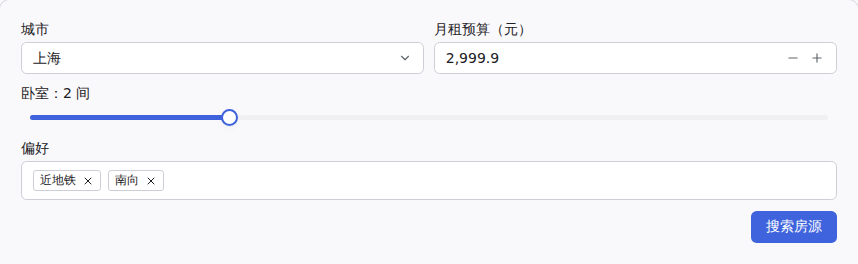 城市
月租预算（元）
上海
2,999.9
卧室：2 间
偏好
近地铁
南向
搜索房源